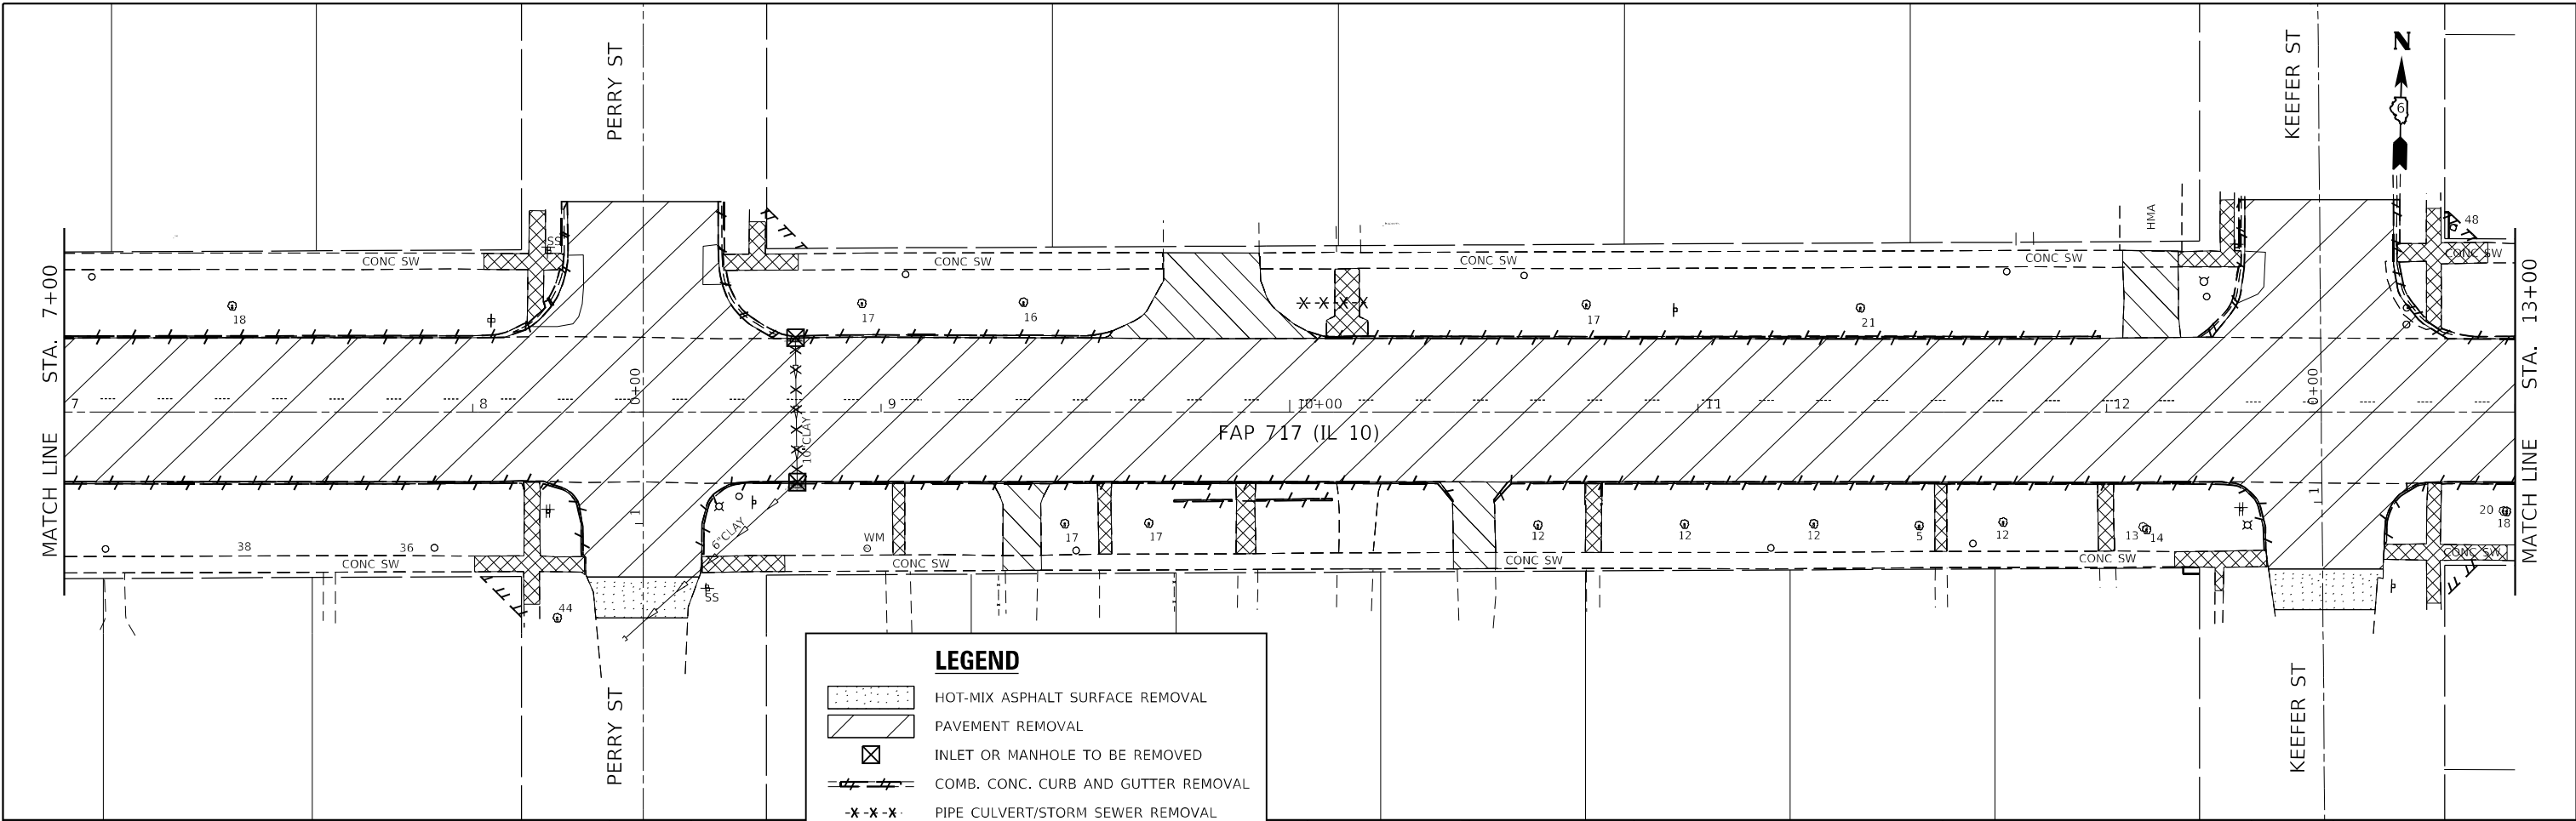 PERRY ST
KEEFER ST
N
6
HMA
48
SS
CONC SW
CONC SW
CONC SW
CONC SW
CONC SW
MATCH LINE STA. 7+00
18
17
16
17
21
MATCH LINE STA. 13+00
7
8
0+00
9
10+00
11
12
0+00
FAP 717 (IL 10)
10"CLAY
1
1
38
36
6"CLAY
WM
17
17
12
12
12
5
12
13
14
20
18
CONC SW
CONC SW
CONC SW
CONC SW
CONC SW
44
SS
PERRY ST
KEEFER ST
LEGEND
HOT-MIX ASPHALT SURFACE REMOVAL
PAVEMENT REMOVAL
INLET OR MANHOLE TO BE REMOVED
COMB. CONC. CURB AND GUTTER REMOVAL
PIPE CULVERT/STORM SEWER REMOVAL